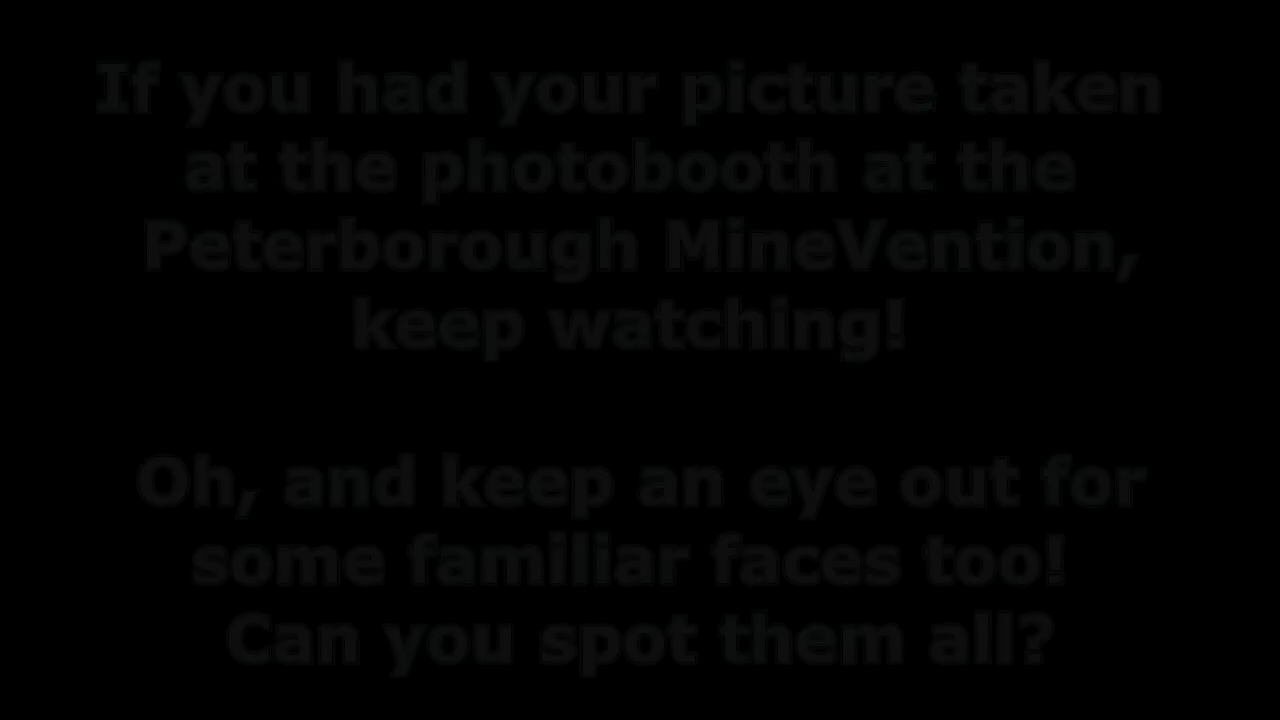 If you had your picture taken
at the photobooth at the
Peterborough MineVention,
keep watching!
Oh, and keep an eye out for
some familiar faces too!
Can you spot them all?